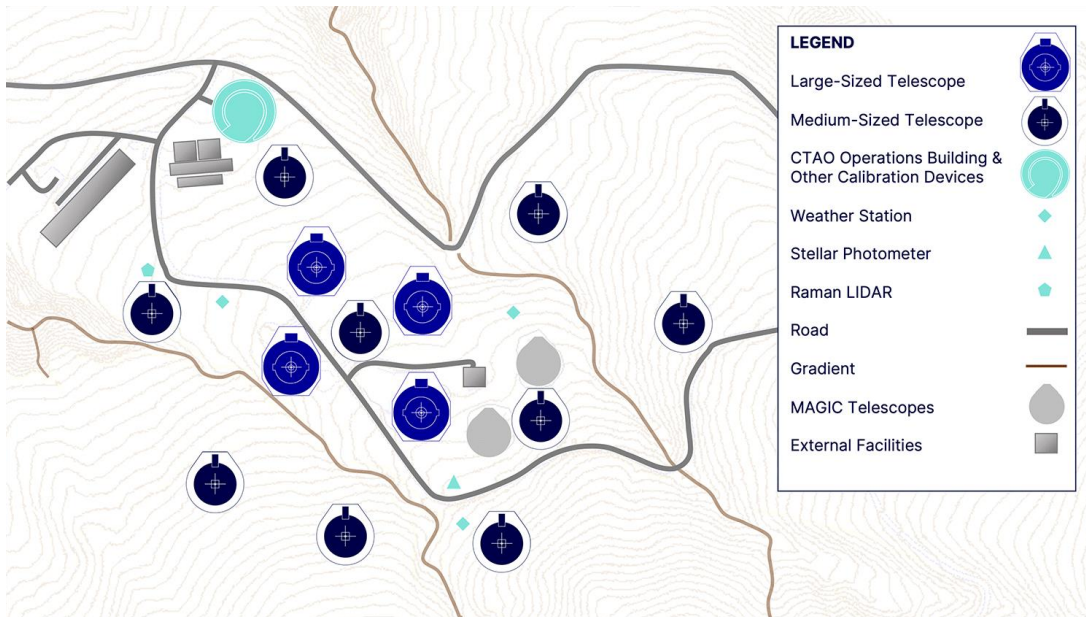 LEGEND
Large-Sized Telescope
Medium-Sized Telescope
CTAO Operations Building &
Other Calibration Devices
Weather Station
Stellar Photometer
Raman LIDAR
Road
Gradient
MAGIC Telescopes
External Facilities